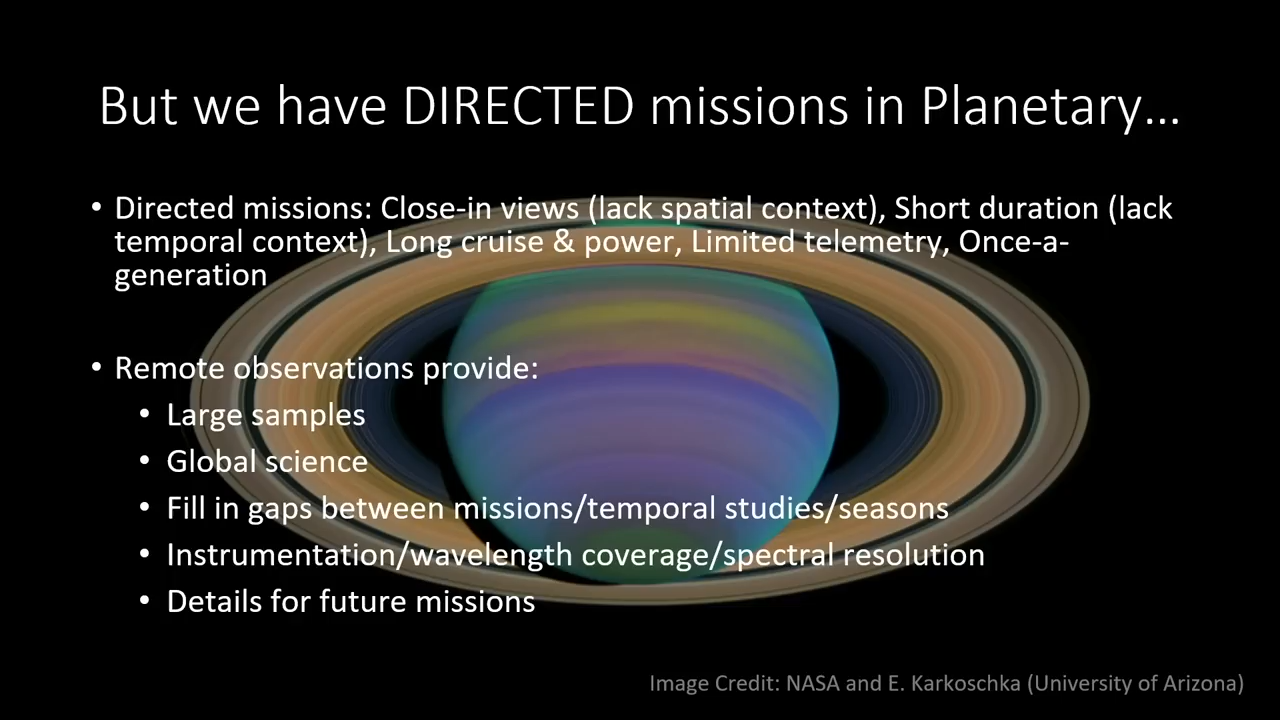 But we have DIRECTED missions in Planetary...
• Directed missions: Close-in views (lack spatial context), Short duration (lack
temporal context), Long cruise & power, Limited telemetry, Once-a-
generation
• Remote observations provide:
• Large samples
• Global science
• Fill in gaps between missions/temporal studies/seasons
• Instrumentation/wavelength coverage/spectral resolution
• Details for future missions
Image Credit: NASA and E. Karkoschka (University of Arizona)